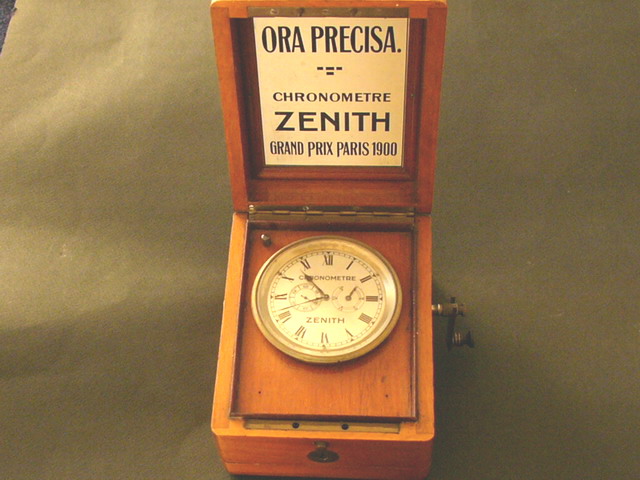 ORA PRECISA.
CHRONOMETRE
ZENITH
GRAND PRIX PARIS 1900
CHRONOMETRE
ZENITH